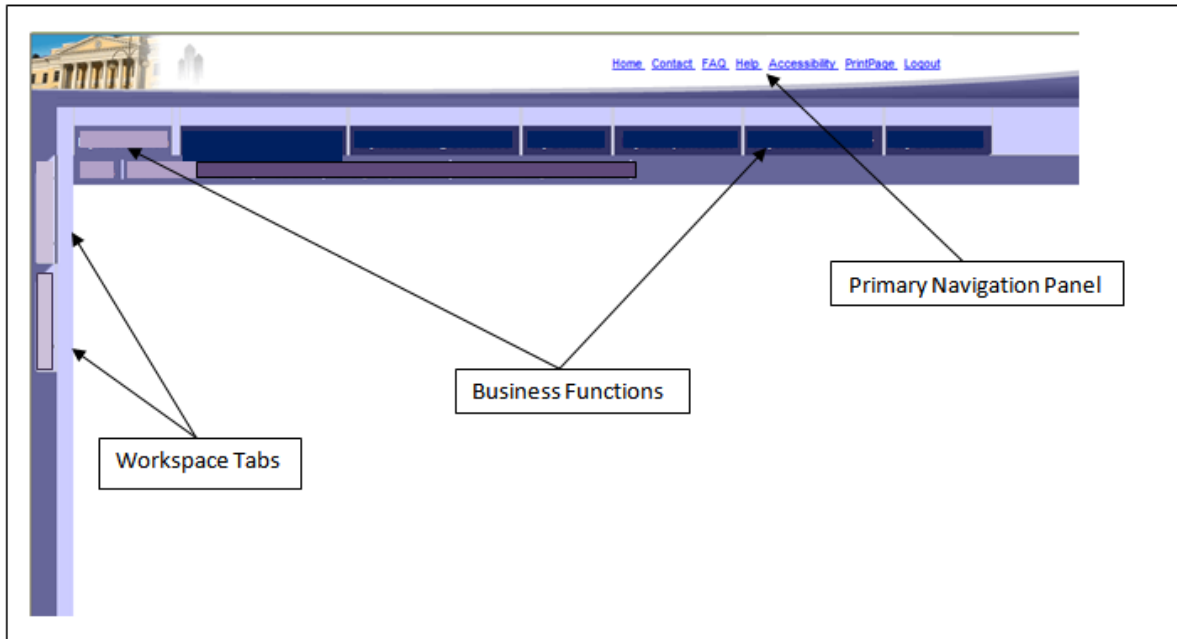 Home Contact FAQ Help Accessibility PrintPage Logout
Primary Navigation Panel
Business Functions
Workspace Tabs